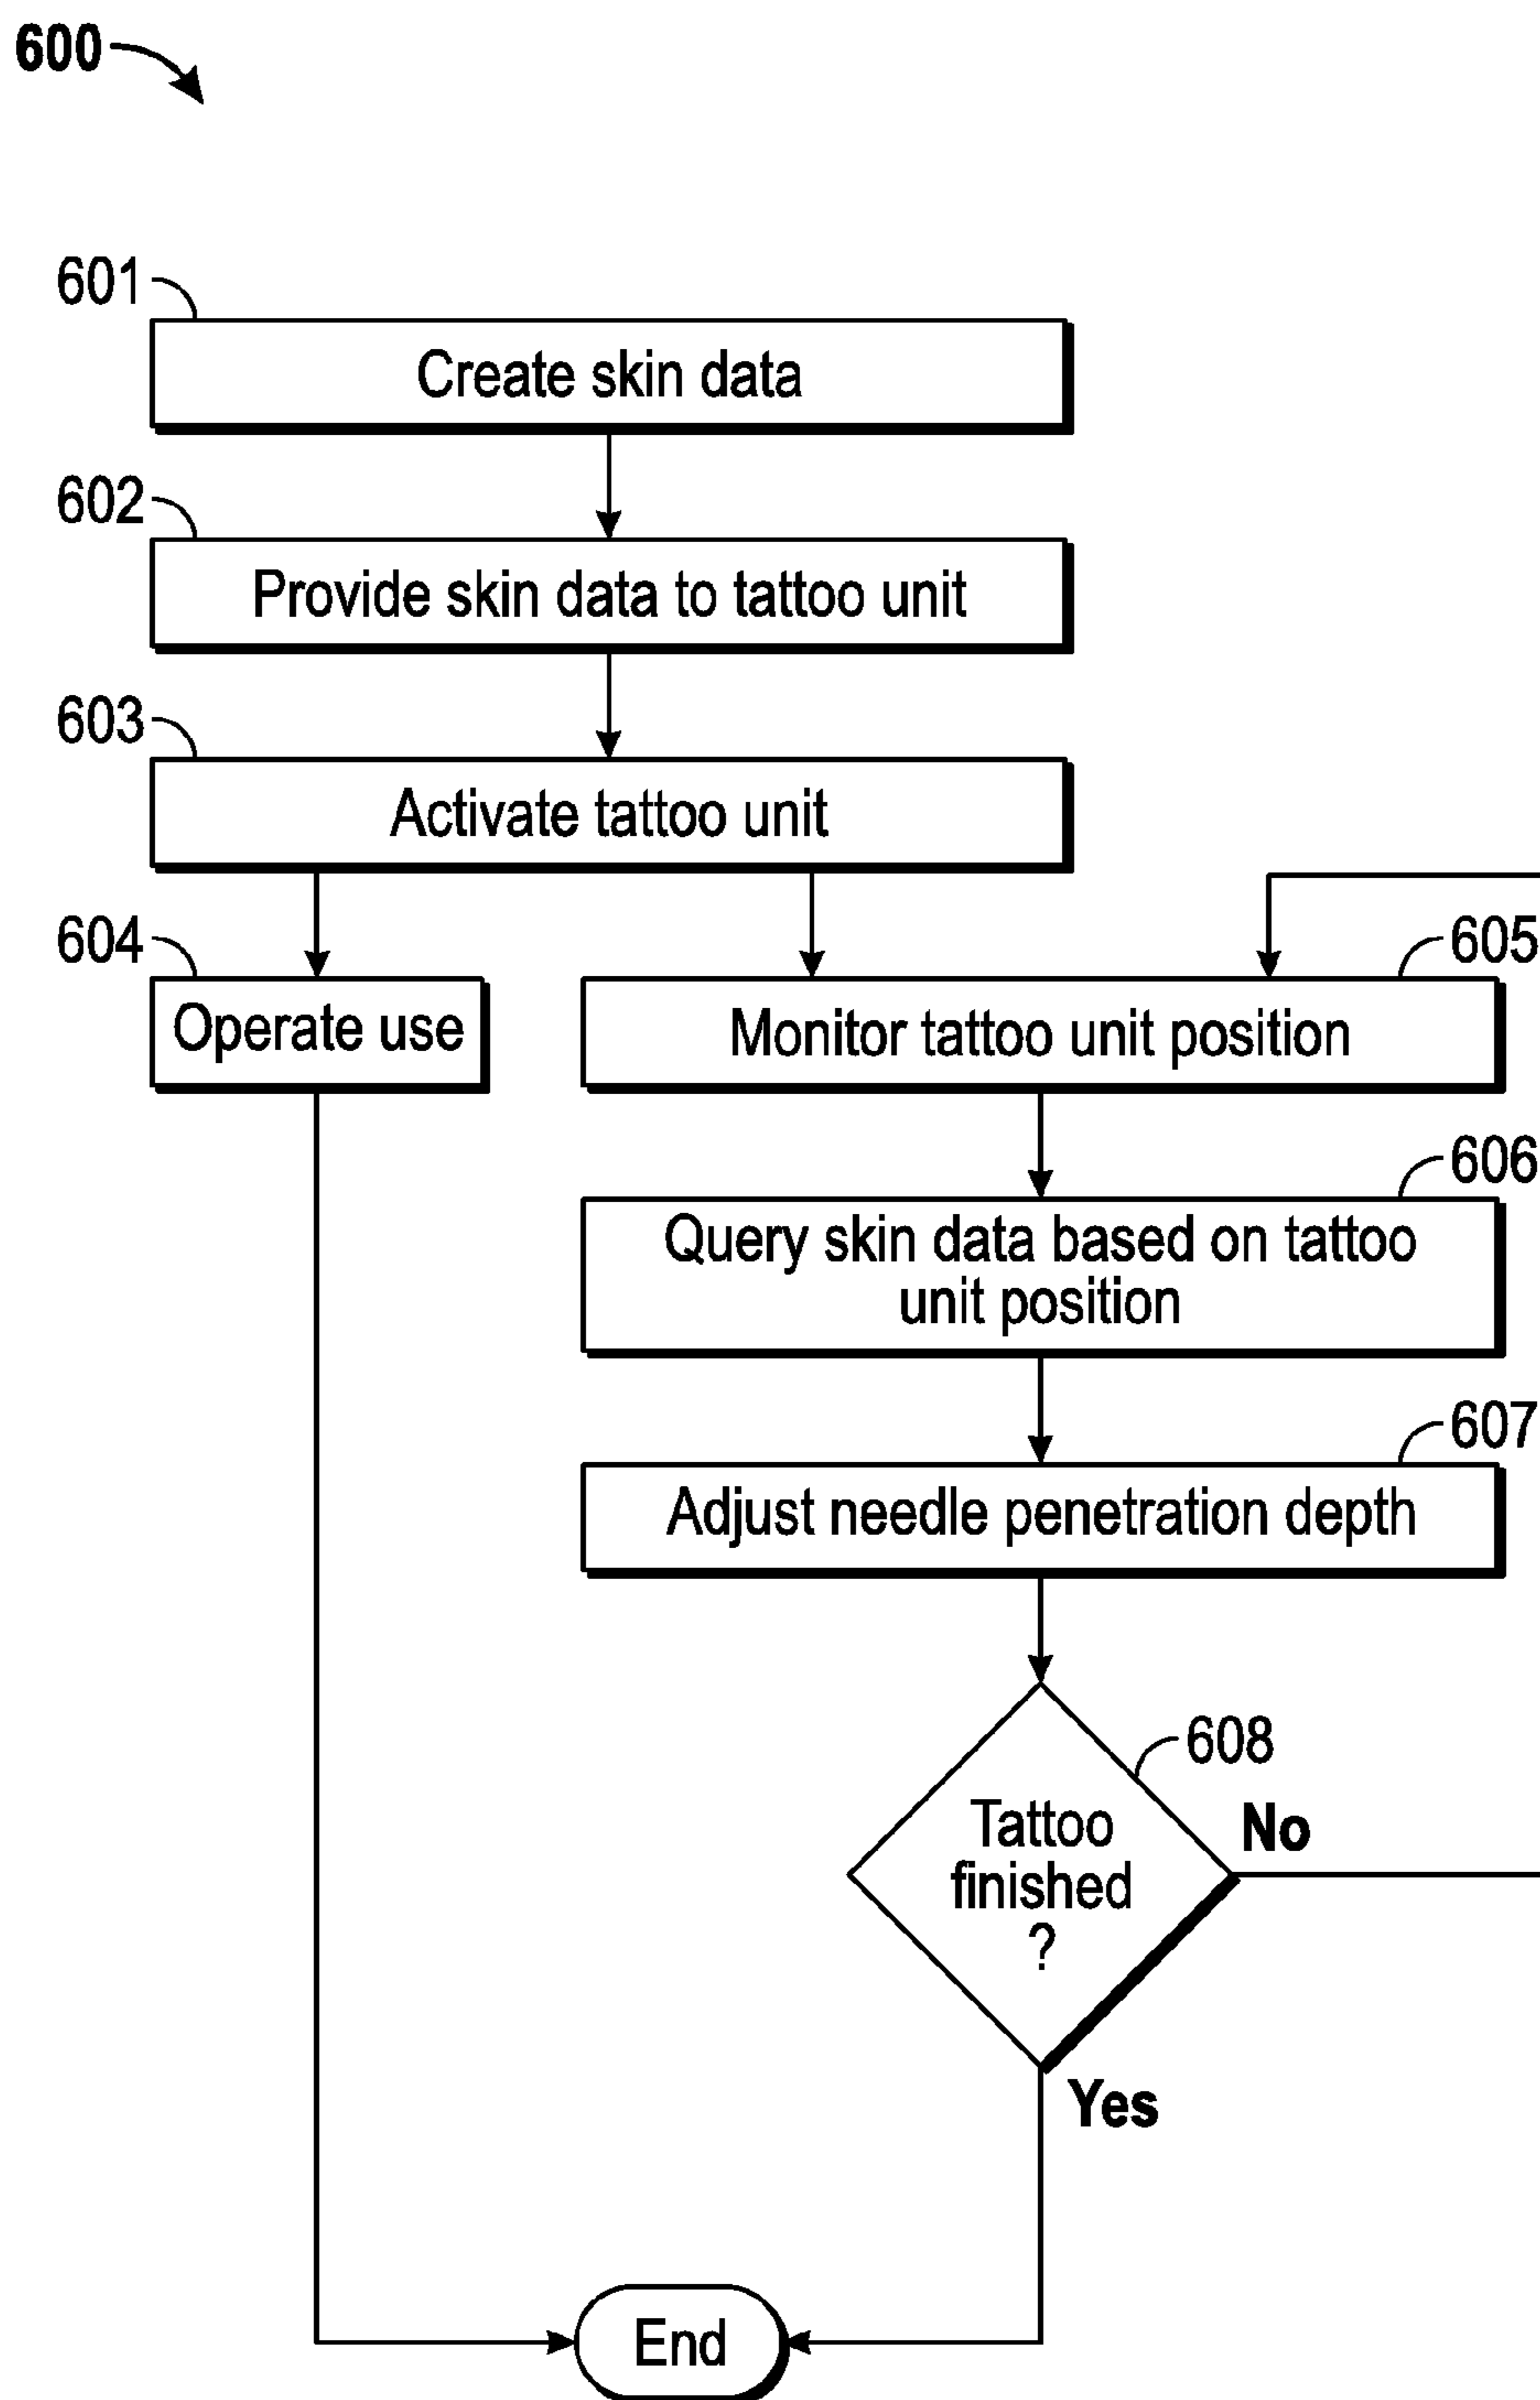 600
601
Create skin data
602
Provide skin data to tattoo unit
603
Activate tattoo unit
604
Operate use
605
Monitor tattoo unit position
606
Query skin data based on tattoo
unit position
607
Adjust needle penetration depth
608
Tattoo
finished
?
No
Yes
End